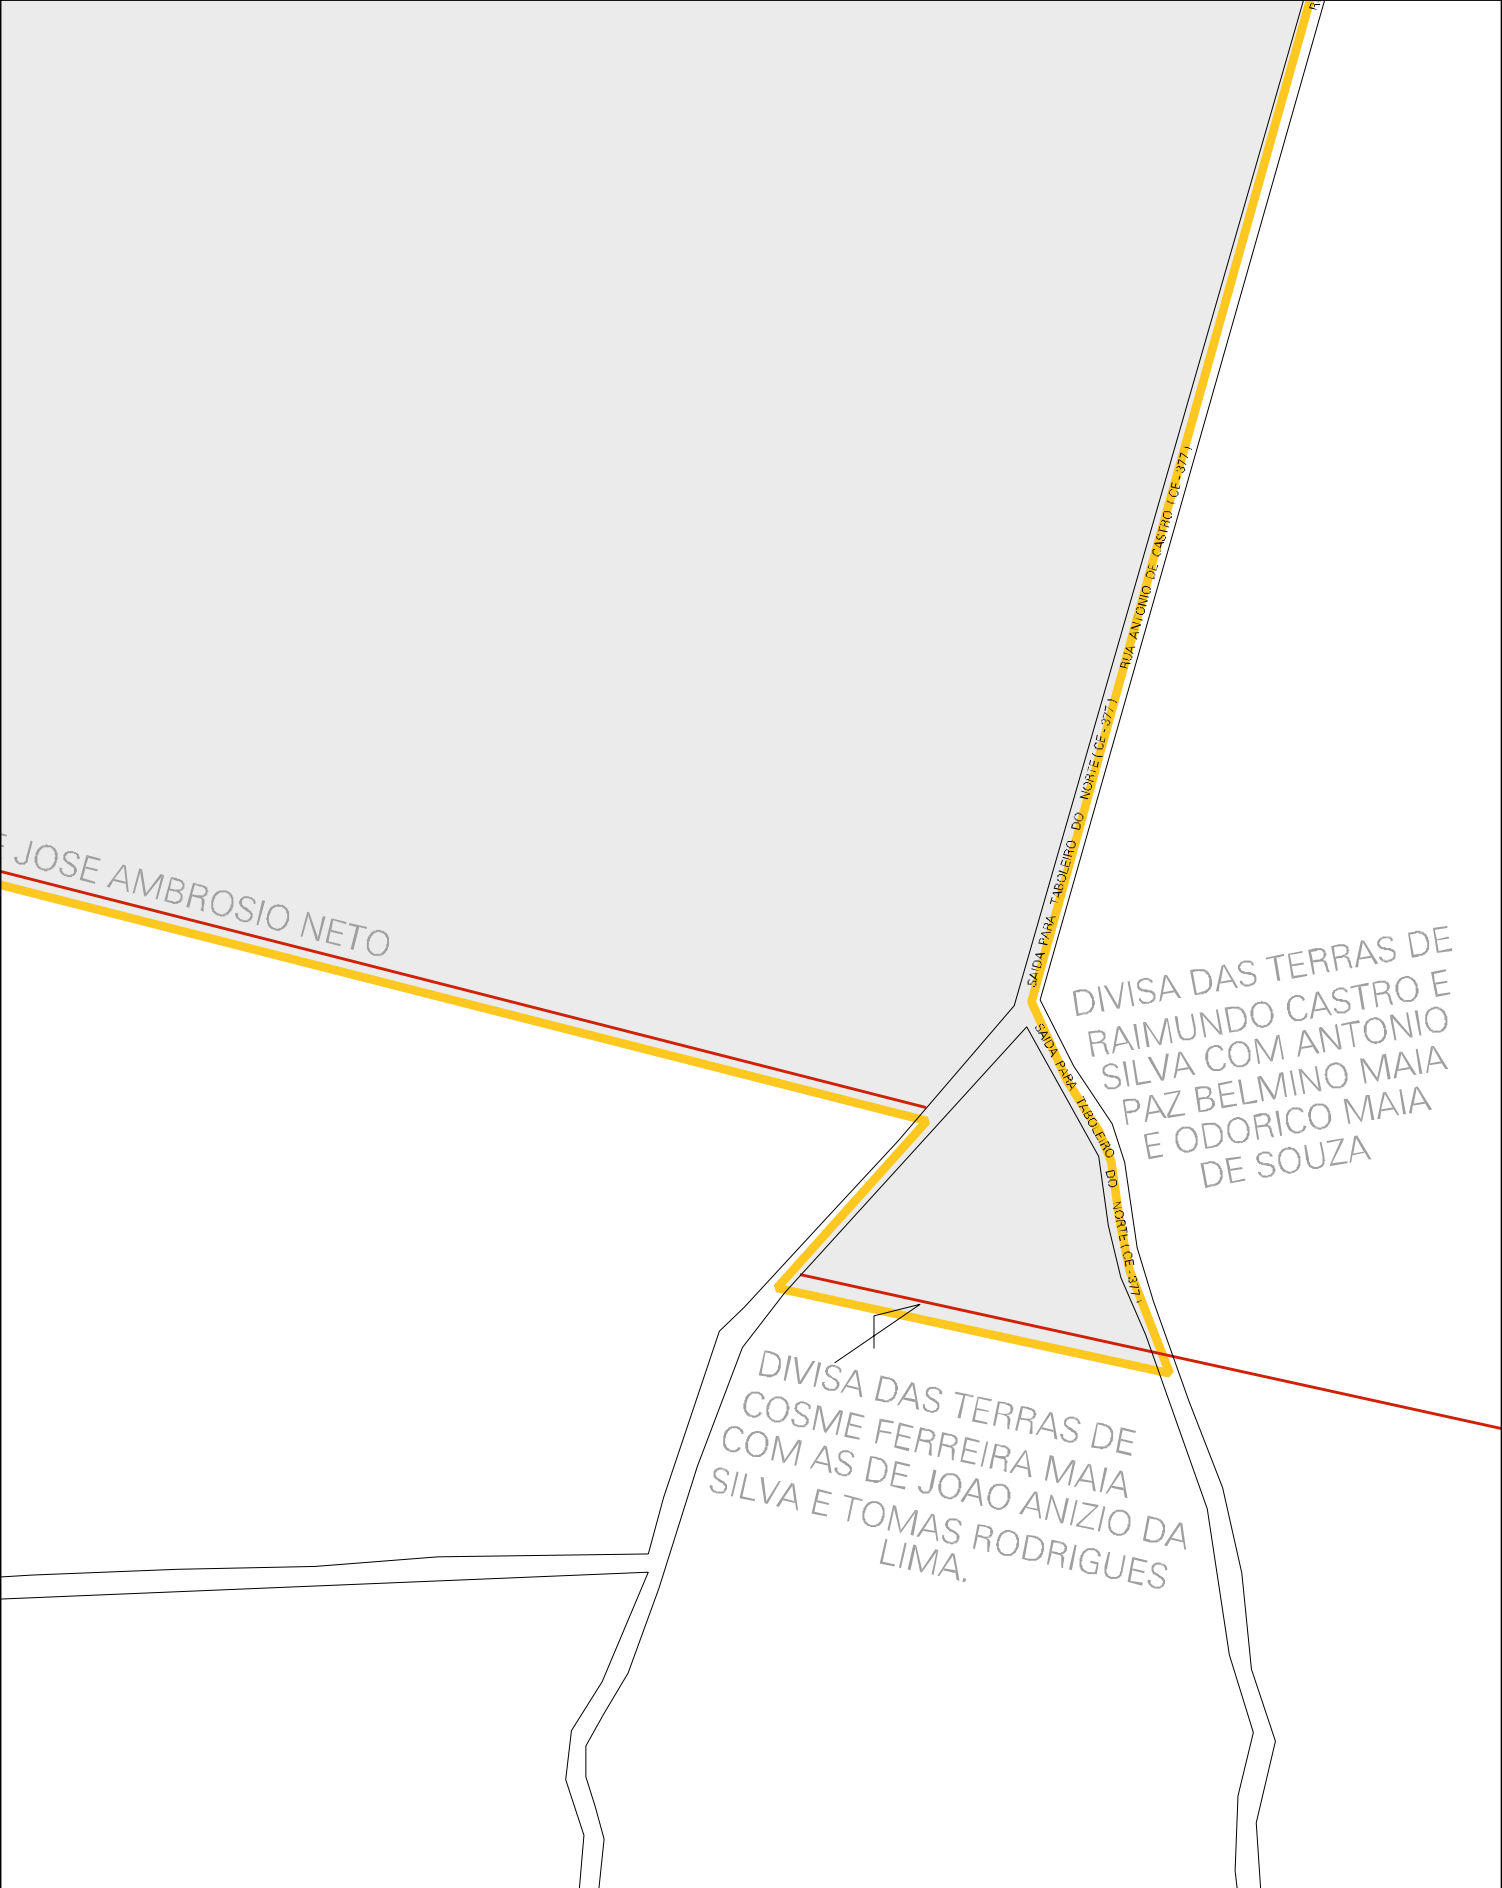 RUA ANTONIO DE CASTRO ( CE - 377 )
SAIDA PARA TABOLEIRO DO NORTE ( CE - 377 )
JOSE AMBROSIO NETO
DIVISA DAS TERRAS DE
RAIMUNDO CASTRO E
SILVA COM ANTONIO
PAZ BELMINO MAIA
E ODORICO MAIA
DE SOUZA
SAIDA PARA TABOLEIRO DO NORTE ( CE - 377 )
DIVISA DAS TERRAS DE
COSME FERREIRA MAIA
COM AS DE JOAO ANIZIO DA
SILVA E TOMAS RODRIGUES
LIMA.